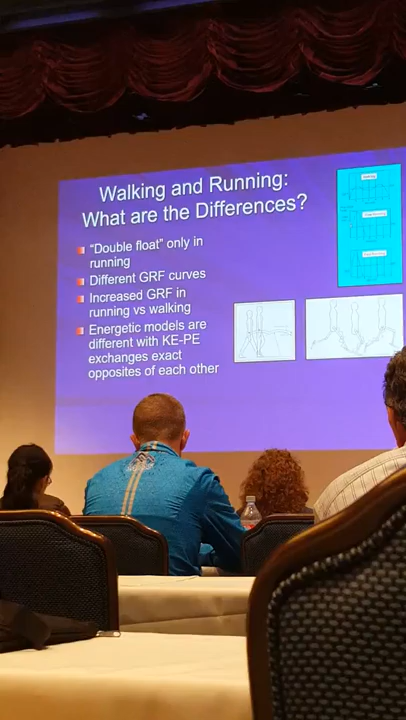 Walking and Running:
What are the Differences?
"Double float" only in
running
Different GRF curves
Increased GRF in
running vs walking
Energetic models are
different with KE-PE
exchanges exact
opposites of each other